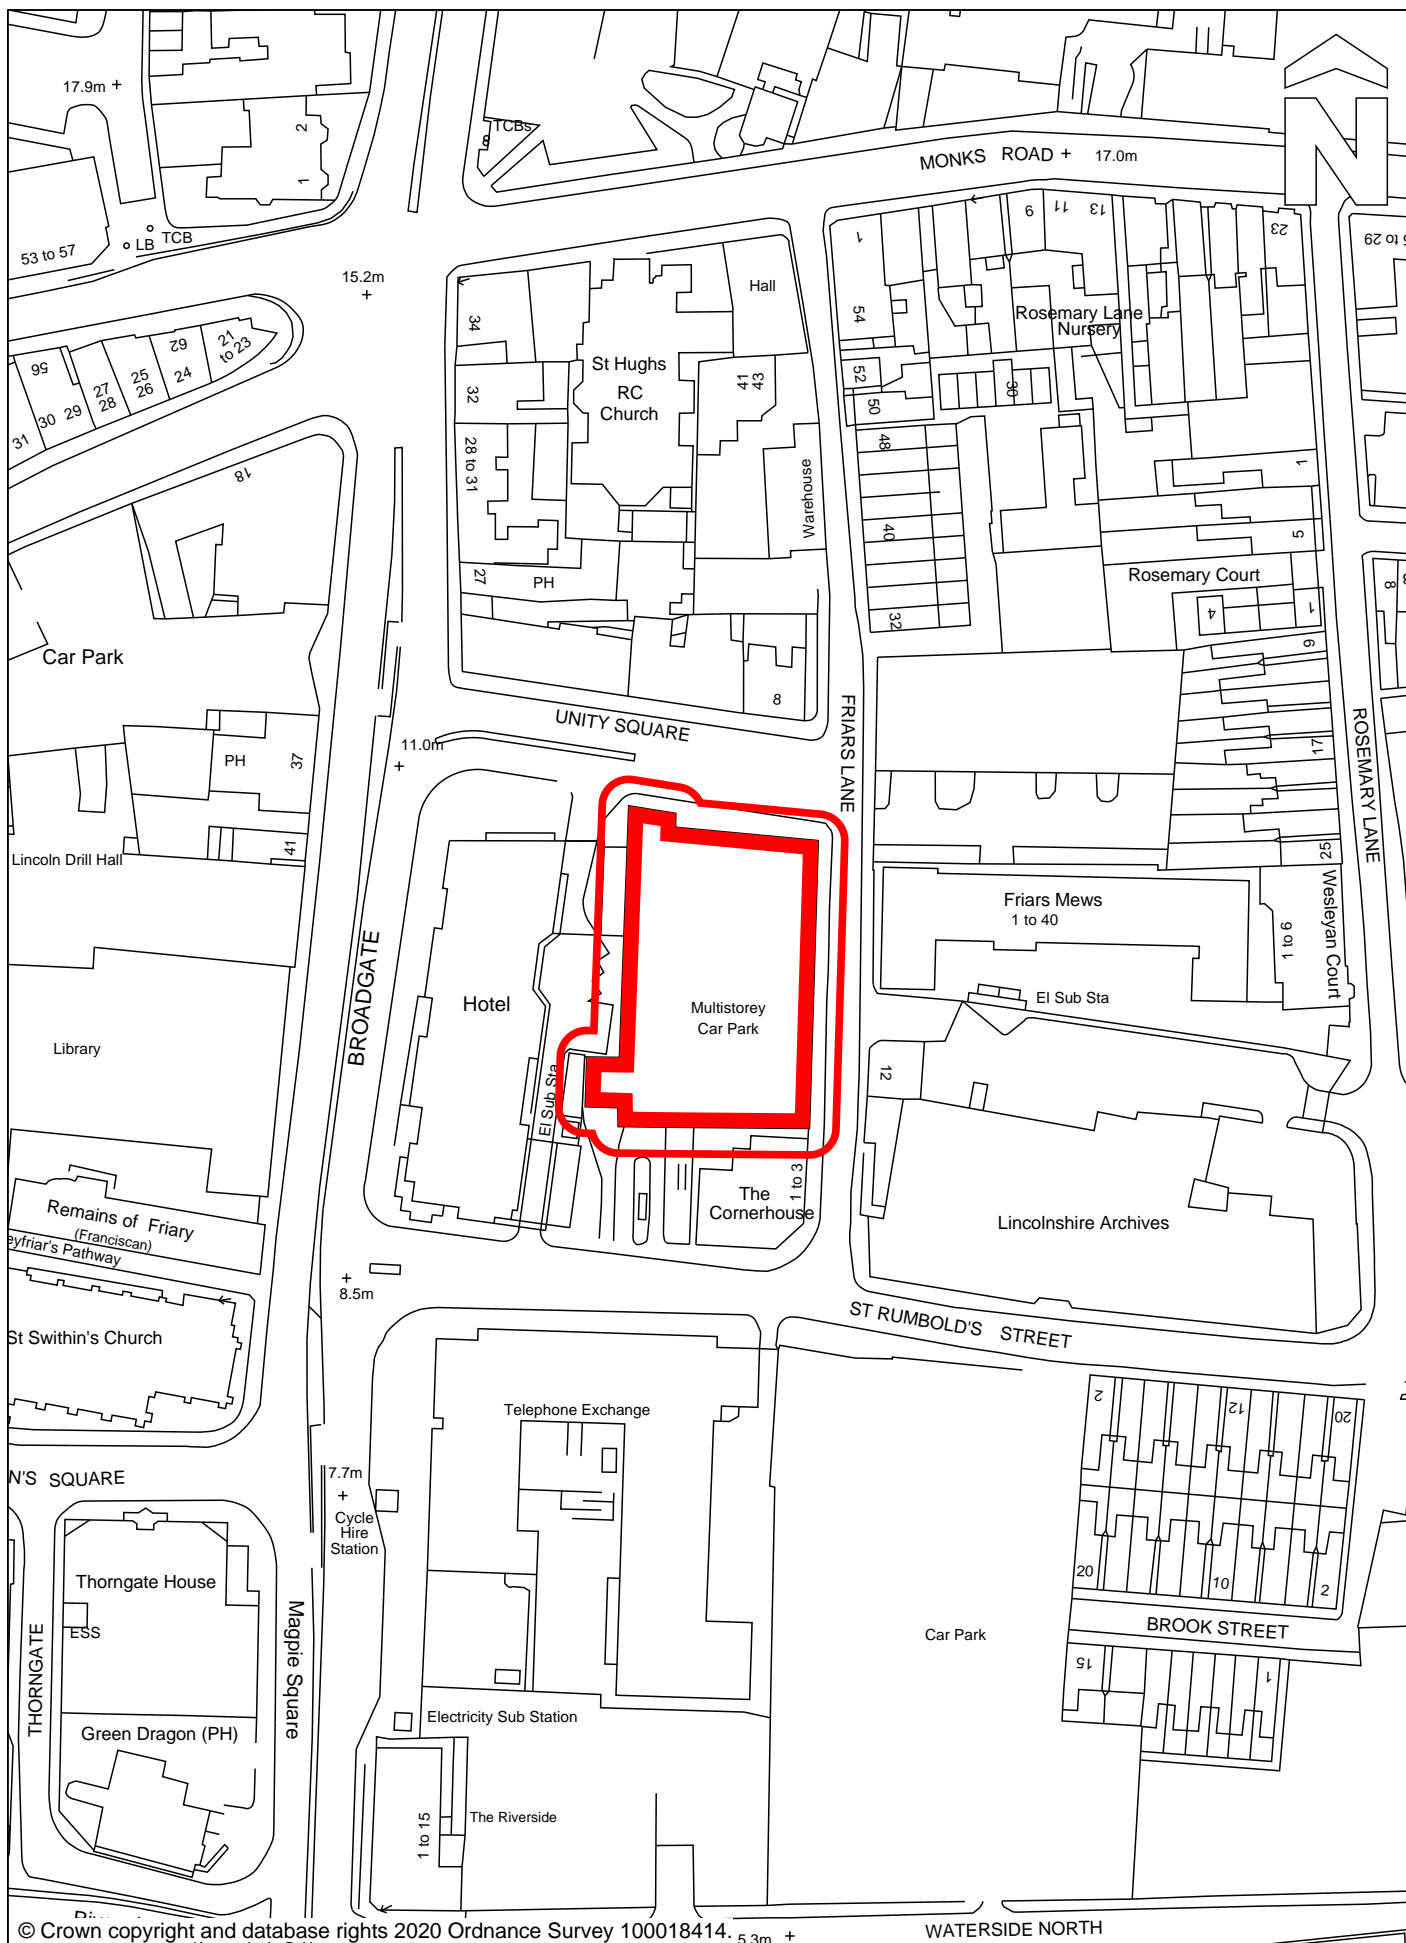 17.9m +
2
1
TCBs
MONKS ROAD + 17.0m
N
53 to 57
LB
TCB
15.2m
+
1
9
11
13
23
29
Hall
34
54
Rosemary Lane
Nursery
56
62
21
to 23
27
28
25
26
24
31
30
29
St Hughs
RC
Church
32
41
43
52
50
30
48
28 to 31
18
Warehouse
40
1
5
27
PH
Rosemary Court
8
32
4
1
9
Car Park
8
UNITY SQUARE
FRIARS LANE
ROSEMARY LANE
11.0m
+
PH
37
17
41
Lincoln Drill Hall
25
Friars Mews
1 to 40
Wesleyan Court
1 to 6
BROADGATE
Hotel
Multistorey
Car Park
El Sub Sta
Library
El Sub Sta
12
The
Cornerhouse
1 to 3
Remains of Friary
(Franciscan)
eyfriar's Pathway
Lincolnshire Archives
+
8.5m
St Swithin's Church
ST RUMBOLD'S STREET
2
12
20
Telephone Exchange
N'S SQUARE
7.7m
+
Cycle
Hire
Station
Thorngate House
20
10
2
ESS
THORNGATE
Magpie Square
Car Park
BROOK STREET
15
1
Green Dragon (PH)
Electricity Sub Station
1 to 15
The Riverside
© Crown copyright and database rights 2020 Ordnance Survey 100018414.
5.3m +
WATERSIDE NORTH